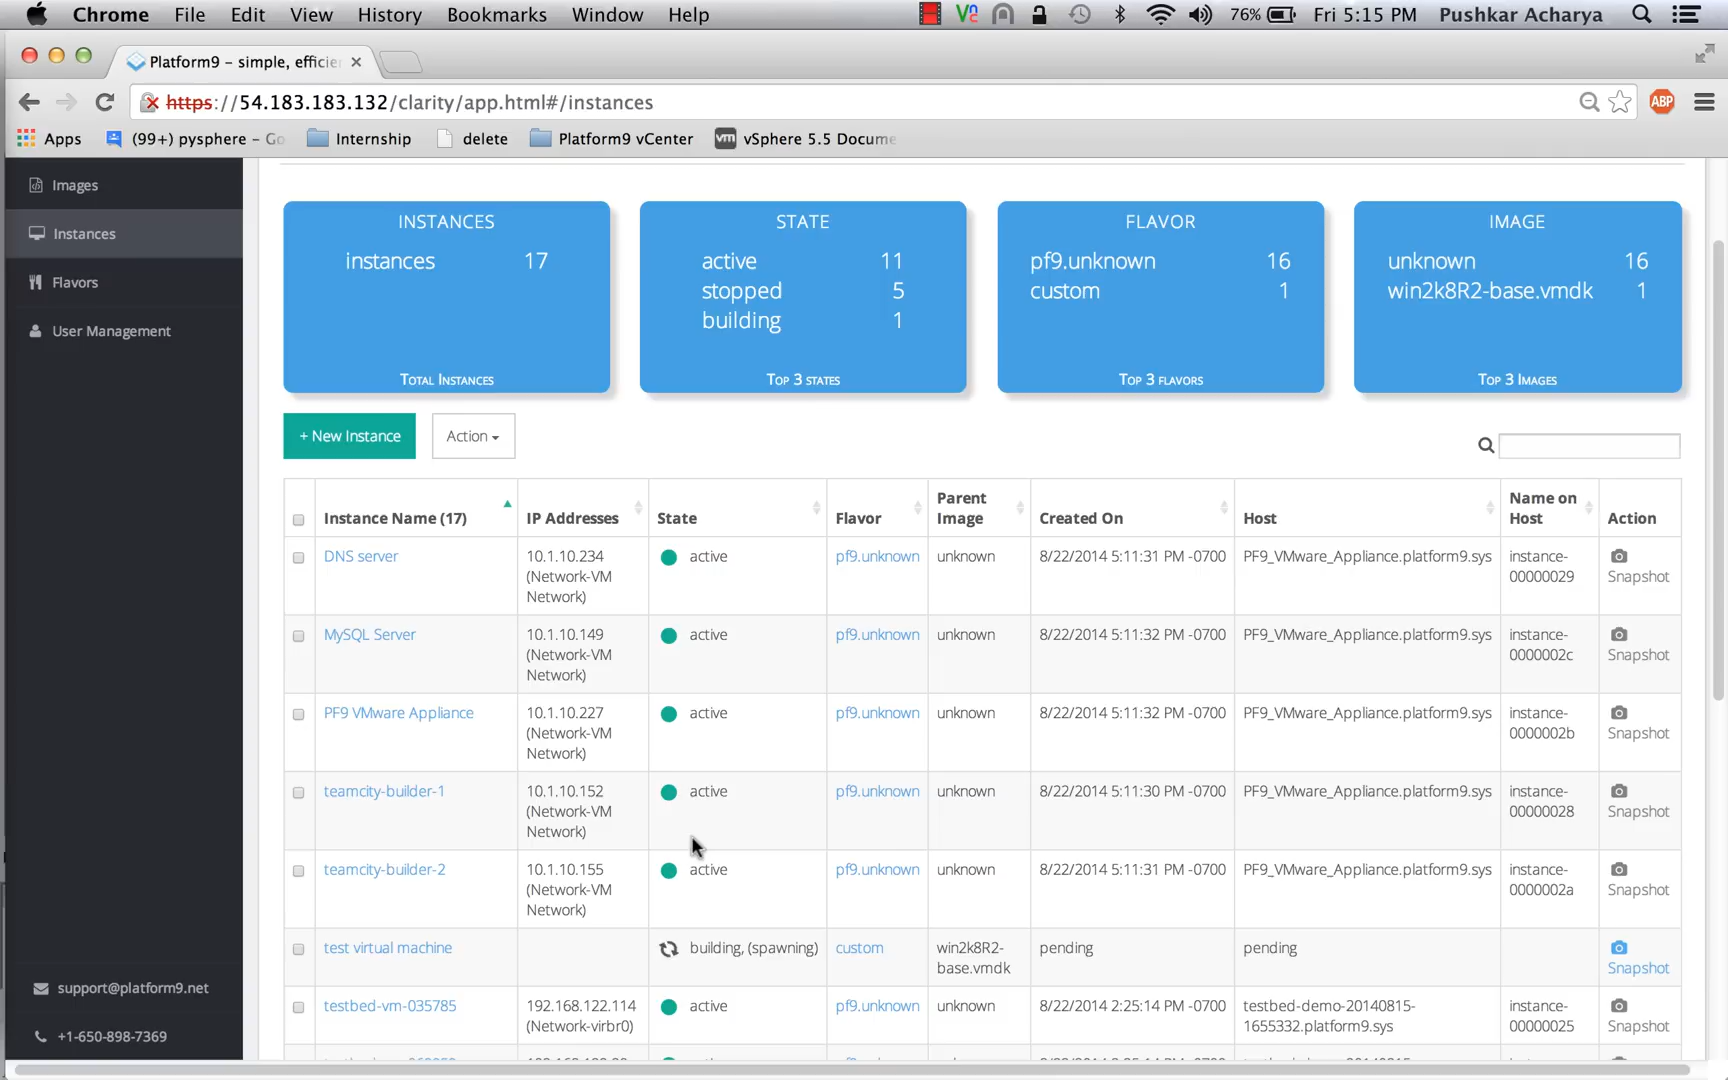 Chrome File Edit View History Bookmarks Window Help 76% Fri 5:15 PM Pushkar Acharya
Platform9 – simple, efficie
https://54.183.183.132/clarity/app.html#/instances
ABP
Apps (99+) pysphere – Go Internship delete Platform9 vCenter vm vSphere 5.5 Docume
Images
Instances
Flavors
User Management
support@platform9.net
+1-650-898-7369
INSTANCES
instances 17
TOTAL INSTANCES
STATE
active 11
stopped 5
building 1
TOP 3 STATES
FLAVOR
pf9.unknown 16
custom 1
TOP 3 FLAVORS
IMAGE
unknown 16
win2k8R2-base.vmdk 1
TOP 3 IMAGES
+ New Instance Action
Instance Name (17) IP Addresses State Flavor Parent Image Created On Host Name on Host Action
DNS server 10.1.10.234 active pf9.unknown unknown 8/22/2014 5:11:31 PM -0700 PF9_VMware_Appliance.platform9.sys instance-
(Network-VM 00000029 Snapshot
Network)
MySQL Server 10.1.10.149 active pf9.unknown unknown 8/22/2014 5:11:32 PM -0700 PF9_VMware_Appliance.platform9.sys instance-
(Network-VM 0000002c Snapshot
Network)
PF9 VMware Appliance 10.1.10.227 active pf9.unknown unknown 8/22/2014 5:11:32 PM -0700 PF9_VMware_Appliance.platform9.sys instance-
(Network-VM 0000002b Snapshot
Network)
teamcity-builder-1 10.1.10.152 active pf9.unknown unknown 8/22/2014 5:11:30 PM -0700 PF9_VMware_Appliance.platform9.sys instance-
(Network-VM 00000028 Snapshot
Network)
teamcity-builder-2 10.1.10.155 active pf9.unknown unknown 8/22/2014 5:11:31 PM -0700 PF9_VMware_Appliance.platform9.sys instance-
(Network-VM 0000002a Snapshot
Network)
test virtual machine building, (spawning) custom win2k8R2- pending pending
base.vmdk Snapshot
testbed-vm-035785 192.168.122.114 active pf9.unknown unknown 8/22/2014 2:25:14 PM -0700 testbed-demo-20140815- instance-
(Network-virbr0) 1655332.platform9.sys 00000025 Snapshot